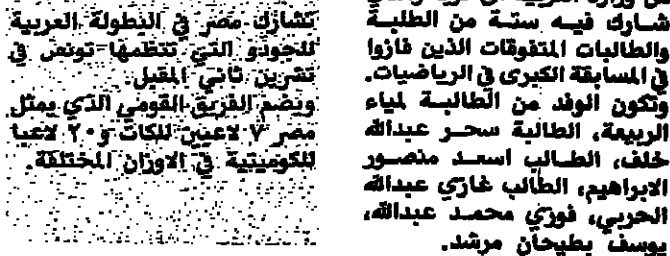 شارك فيه ستة من الطلبة
والطالبات المتفوقات الذين فازوا
في المسابقة الكبرى في الرياضيات.
وتكون الوفد من الطالبة لمياء
الربيعة، الطالبة سحر عبدالله
خلف، الطالب اسعد منصور
الابراهيم، الطالب غازي عبدالله
الحربي، فوزي محمد عبدالله،
يوسف بطيحان مرشد.
تشارك مصر في البطولة العربية
للجودو التي تنظمها تونس في
تشرين ثاني المقبل.
ويضم الفريق القومي الذي يمثل
مصر ٧ لاعبين للكات و٢٠ لاعبا
للكوميتية في الاوزان المختلفة.